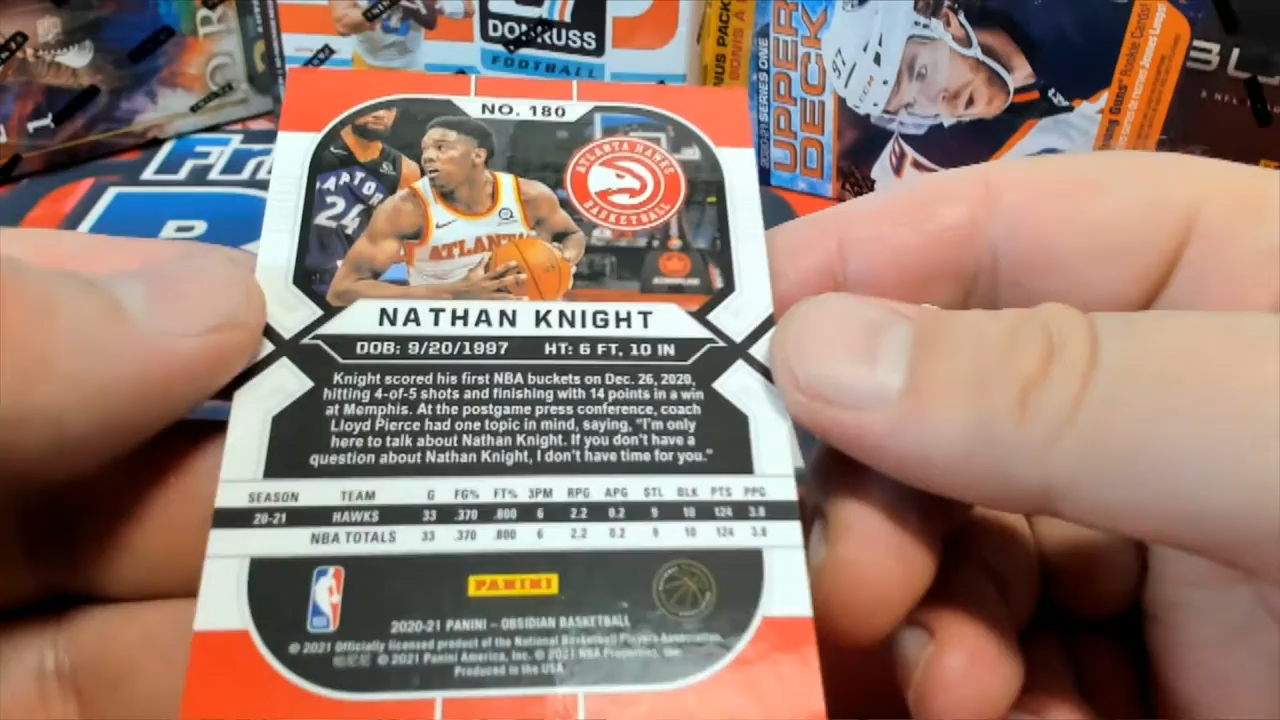 DONRUSS
FOOTBALL
2020-21 SERIES ONE
UPPER
DECK
97
NO. 180
ATLANTA HAWKS
BASKETBALL
24
ATLANT
NATHAN KNIGHT
DOB: 9/20/1997 HT: 6 FT, 10 IN
Knight scored his first NBA buckets on Dec. 26, 2020,
hitting 4-of-5 shots and finishing with 14 points in a win
at Memphis. At the postgame press conference, coach
Lloyd Pierce had one topic in mind, saying, "I'm only
here to talk about Nathan Knight. If you don't have a
question about Nathan Knight, I don't have time for you."
SEASON TEAM G FG% FT% 3PM RPG APG STL BLK PTS PPG
20-21 HAWKS 33 .370 .800 6 2.2 0.2 9 10 124 3.8
NBA TOTALS 33 .370 .800 6 2.2 0.2 9 10 124 3.8
PANINI
2020-21 PANINI – OBSIDIAN BASKETBALL
© 2021 Officially licensed product of the National Basketball Players Association.
© 2021 Panini America, Inc. © 2021 NBA Properties, Inc.
Produced in the USA.